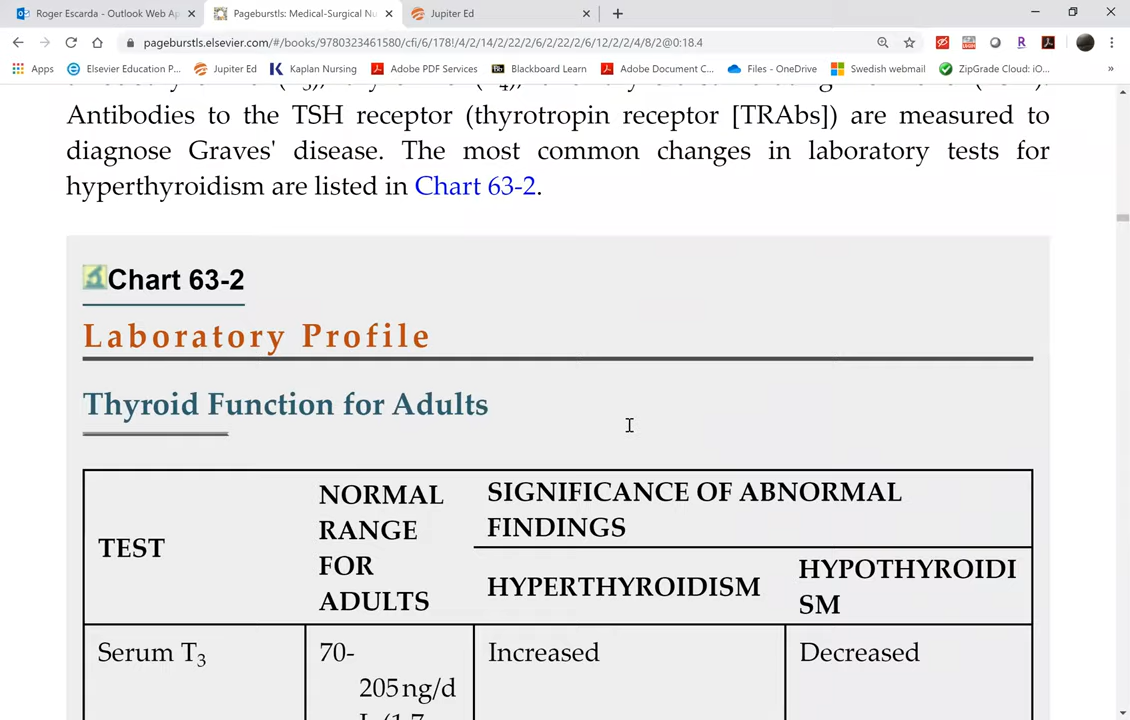 Roger Escarda - Outlook Web Ap
Pageburstls: Medical-Surgical Nu
Jupiter Ed
pageburstls.elsevier.com/#/books/9780323461580/cfi/6/178!/4/2/14/2/22/2/6/2/22/2/6/12/2/2/4/8/2@0:18.4
Apps
Elsevier Education P...
Jupiter Ed
Kaplan Nursing
Adobe PDF Services
Blackboard Learn
Adobe Document C...
Files - OneDrive
Swedish webmail
ZipGrade Cloud: iO...
»
Antibodies to the TSH receptor (thyrotropin receptor [TRAbs]) are measured to
diagnose Graves' disease. The most common changes in laboratory tests for
hyperthyroidism are listed in Chart 63-2.
Chart 63-2
Laboratory Profile
Thyroid Function for Adults
TEST
NORMAL
RANGE
FOR
ADULTS
SIGNIFICANCE OF ABNORMAL
FINDINGS
HYPERTHYROIDISM
HYPOTHYROIDI
SM
Serum T3
70-
205 ng/d
Increased
Decreased